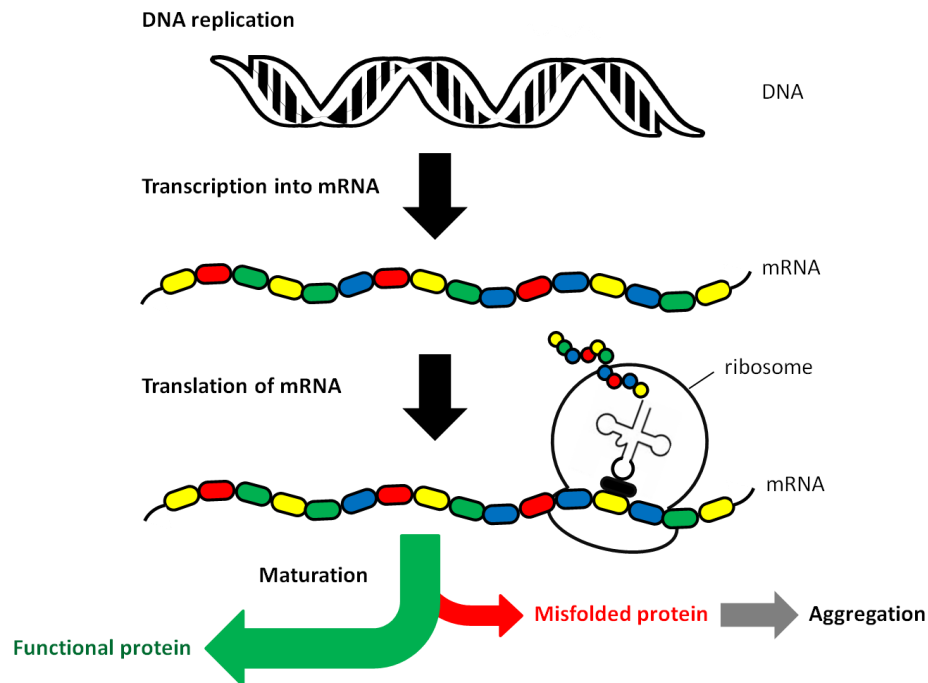 DNA replication
DNA
Transcription into mRNA
mRNA
Translation of mRNA
ribosome
mRNA
Maturation
Misfolded protein
Aggregation
Functional protein